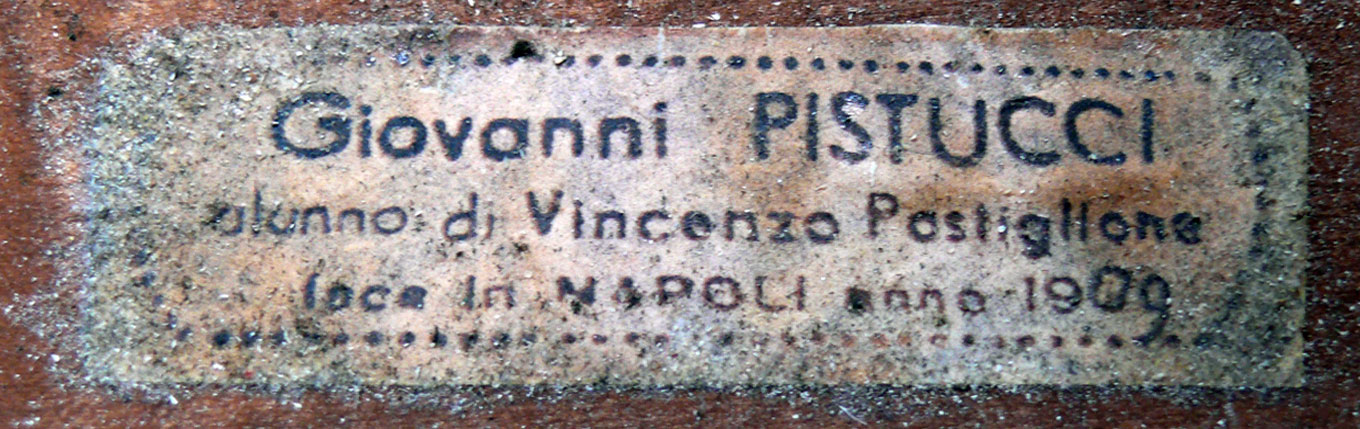 Giovanni PISTUCCI
alunno di Vincenzo Postiglione
fece in NAPOLI anno 1909